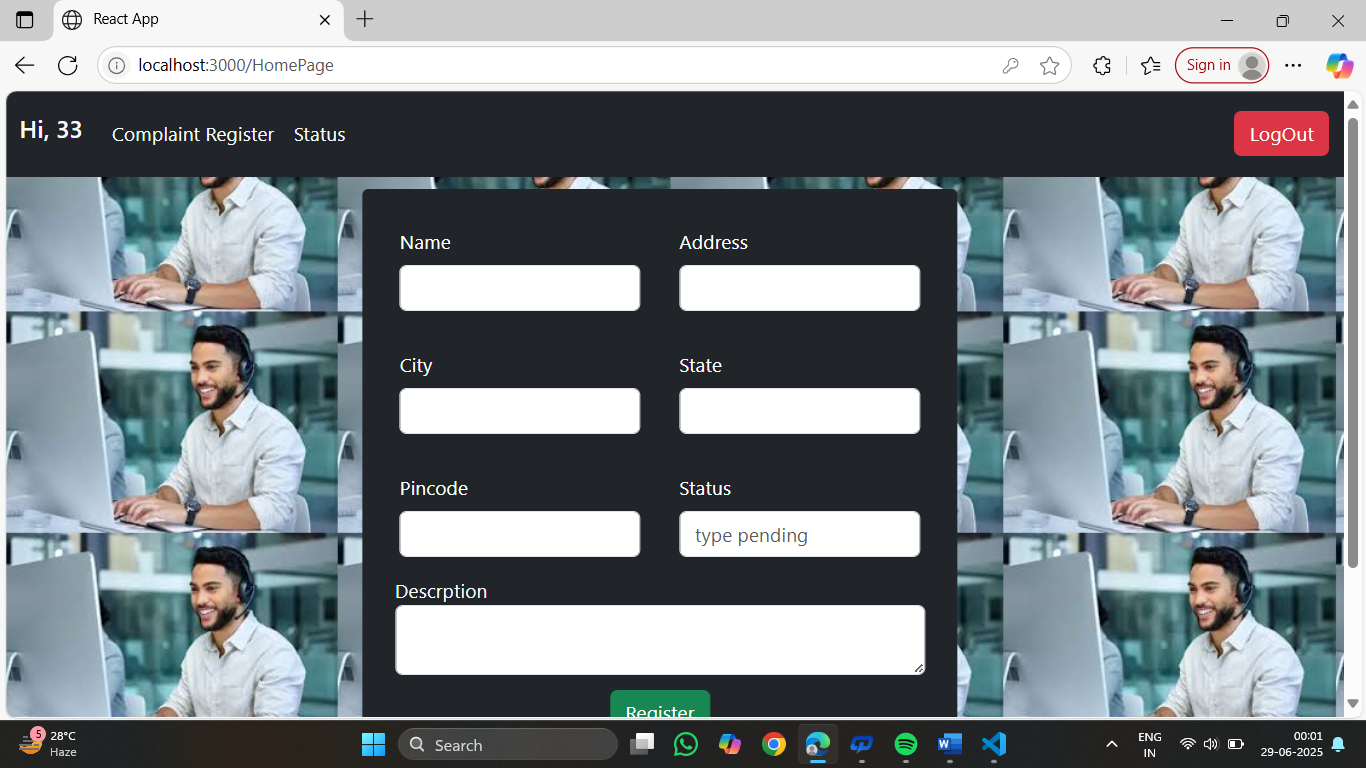 React App
localhost:3000/HomePage
Sign in
Hi, 33
Complaint Register
Status
LogOut
Name
Address
City
State
Pincode
Status
type pending
Descrption
Register
5
28°C
Haze
Search
W
ENG
IN
00:01
29-06-2025